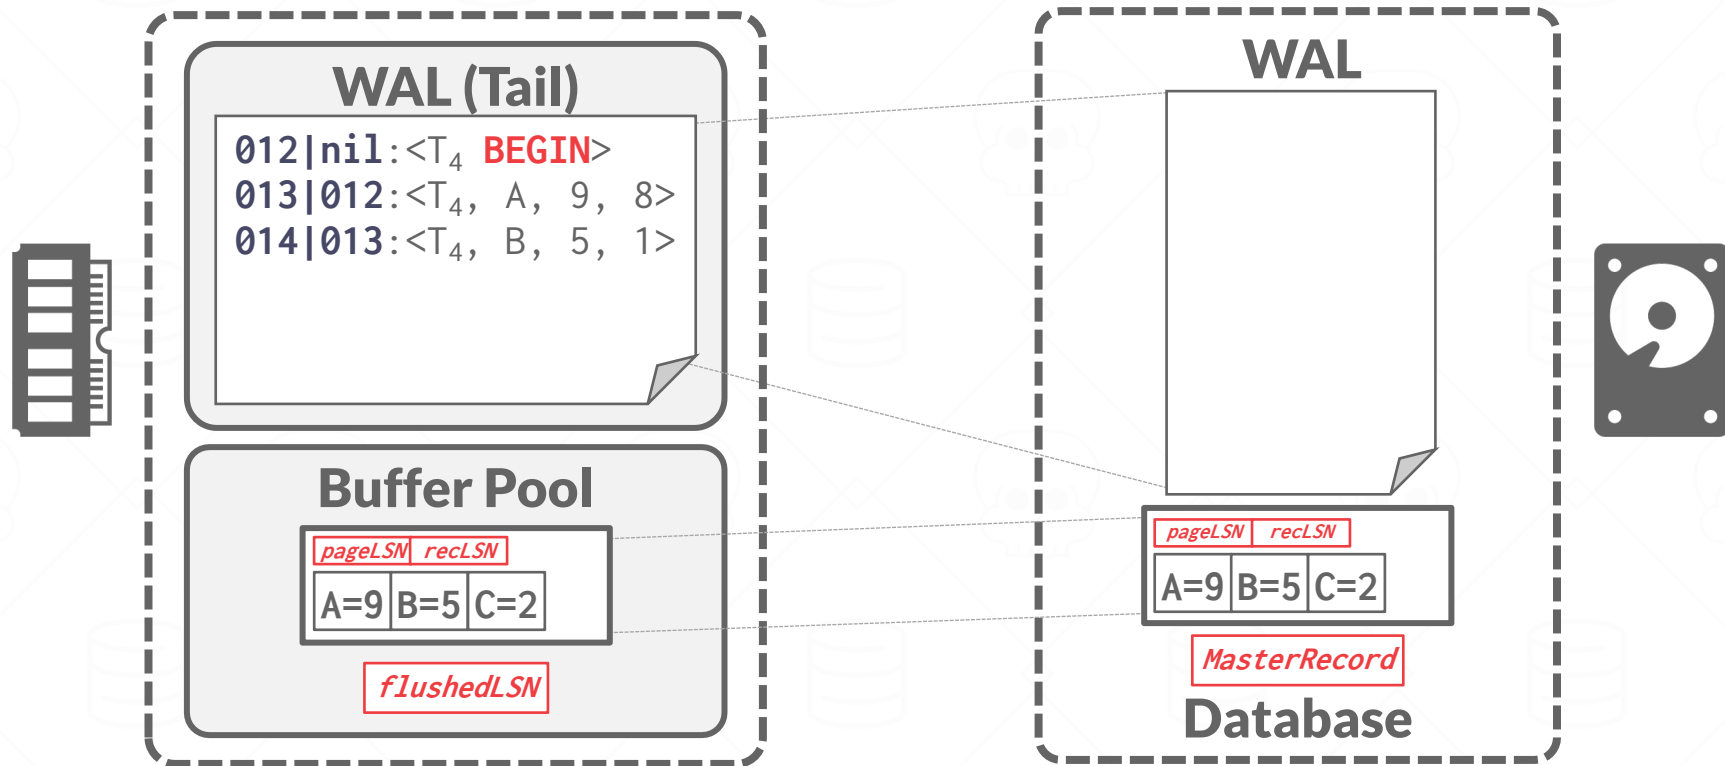 WAL (Tail)
012|nil:<T₄ BEGIN>
013|012:<T₄, A, 9, 8>
014|013:<T₄, B, 5, 1>
Buffer Pool
pageLSN recLSN
A=9 B=5 C=2
flushedLSN
WAL
pageLSN recLSN
A=9 B=5 C=2
MasterRecord
Database